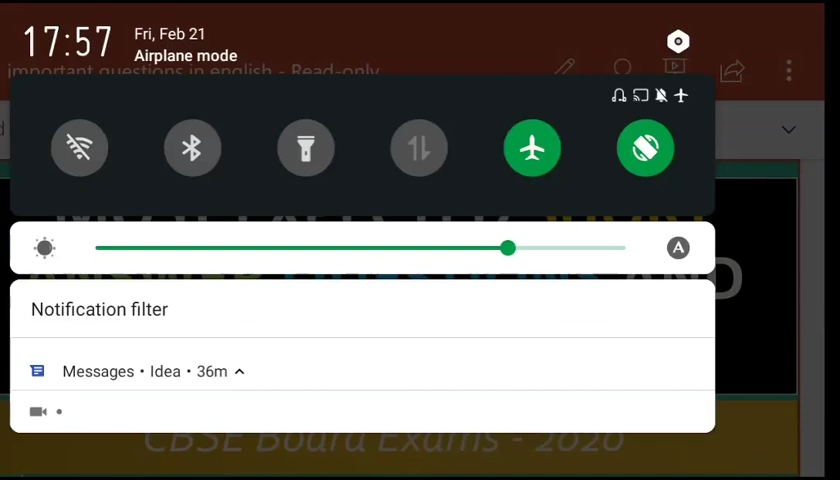 17:57
Fri, Feb 21
Airplane mode
important questions in english - Read-only
A
AND
Notification filter
Messages • Idea • 36m
CBSE Board Exams - 2020